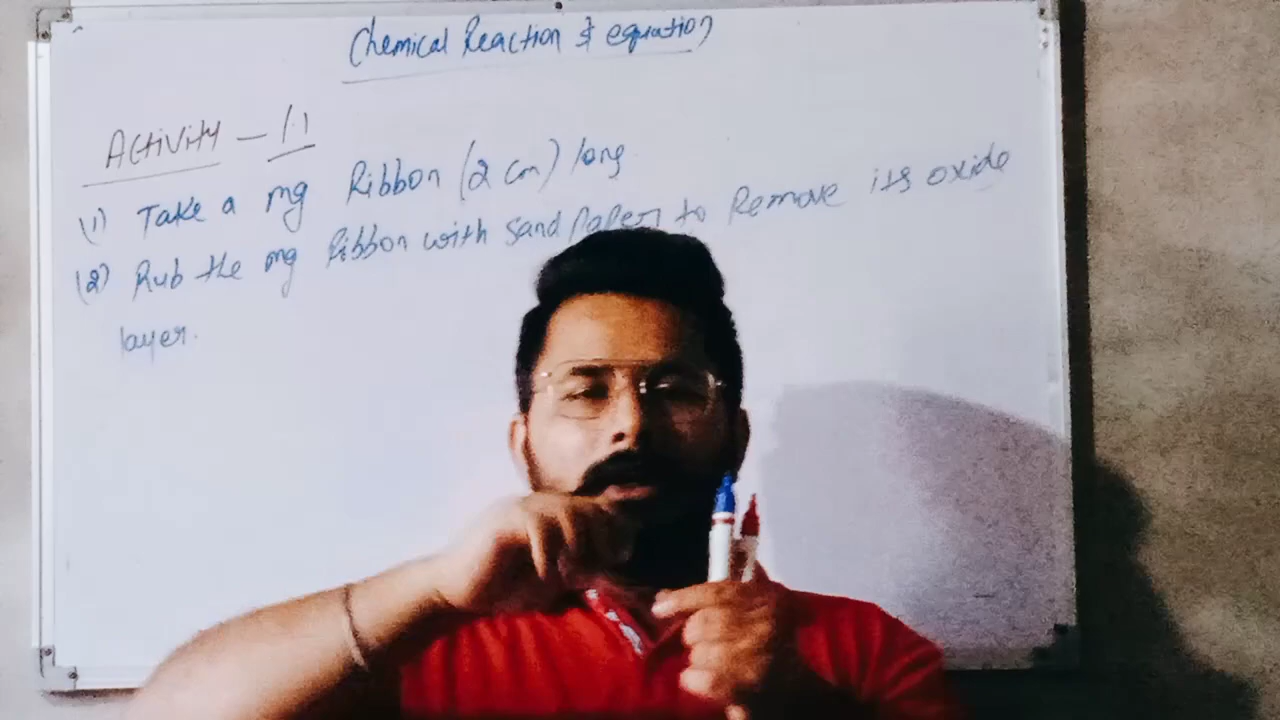 Chemical Reaction & equation
Activity – 1.1
(1) Take a mg Ribbon (2 cm) long
(2) Rub the mg Ribbon with sand Paper to Remove its oxide
layer.